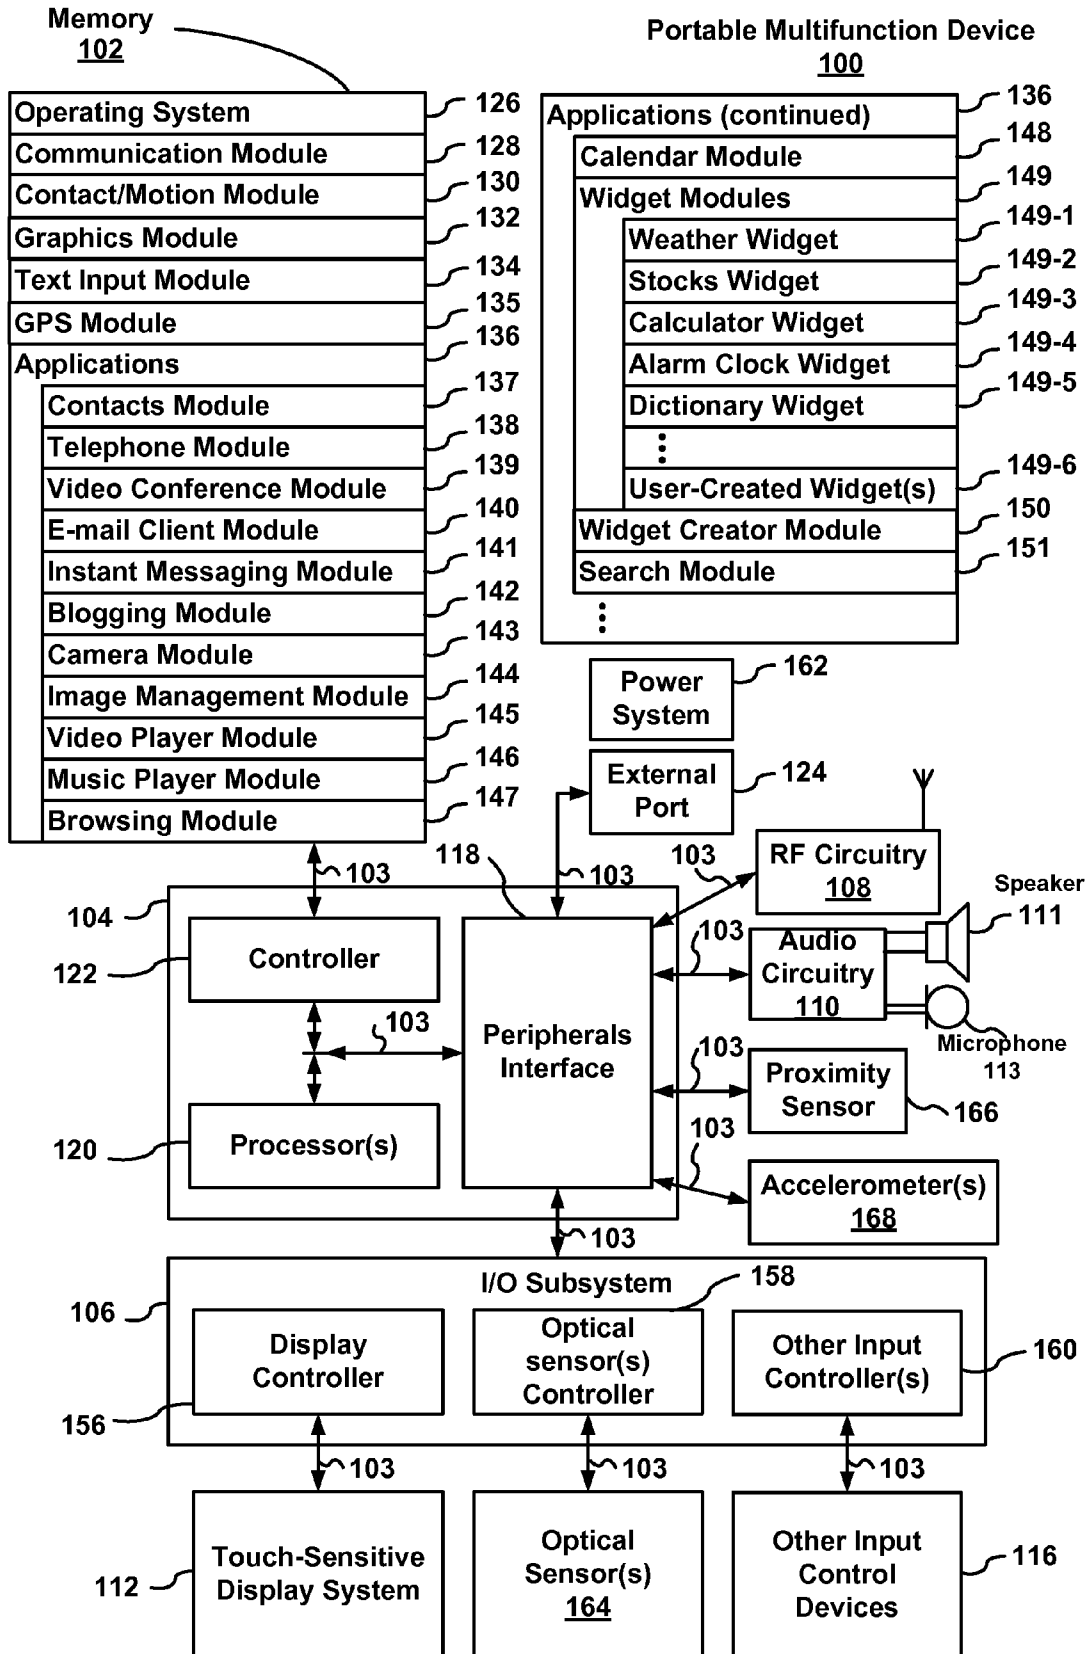 Memory
102
Portable Multifunction Device
100
Operating System 126
Communication Module 128
Contact/Motion Module 130
Graphics Module 132
Text Input Module 134
GPS Module 135
Applications 136
Contacts Module 137
Telephone Module 138
Video Conference Module 139
E-mail Client Module 140
Instant Messaging Module 141
Blogging Module 142
Camera Module 143
Image Management Module 144
Video Player Module 145
Music Player Module 146
Browsing Module 147
Applications (continued) 136
Calendar Module 148
Widget Modules 149
Weather Widget 149-1
Stocks Widget 149-2
Calculator Widget 149-3
Alarm Clock Widget 149-4
Dictionary Widget 149-5
User-Created Widget(s) 149-6
Widget Creator Module 150
Search Module 151
Power
System
162
External
Port
124
103
118
103
103
RF Circuitry
108
Speaker
111
104
122
Controller
103
Audio
Circuitry
110
103
Peripherals
Interface
Microphone
113
103
Proximity
Sensor
166
120
Processor(s)
103
Accelerometer(s)
168
103
I/O Subsystem
158
106
Display
Controller
Optical
sensor(s)
Controller
Other Input
Controller(s)
160
156
103
103
103
112
Touch-Sensitive
Display System
Optical
Sensor(s)
164
Other Input
Control
Devices
116